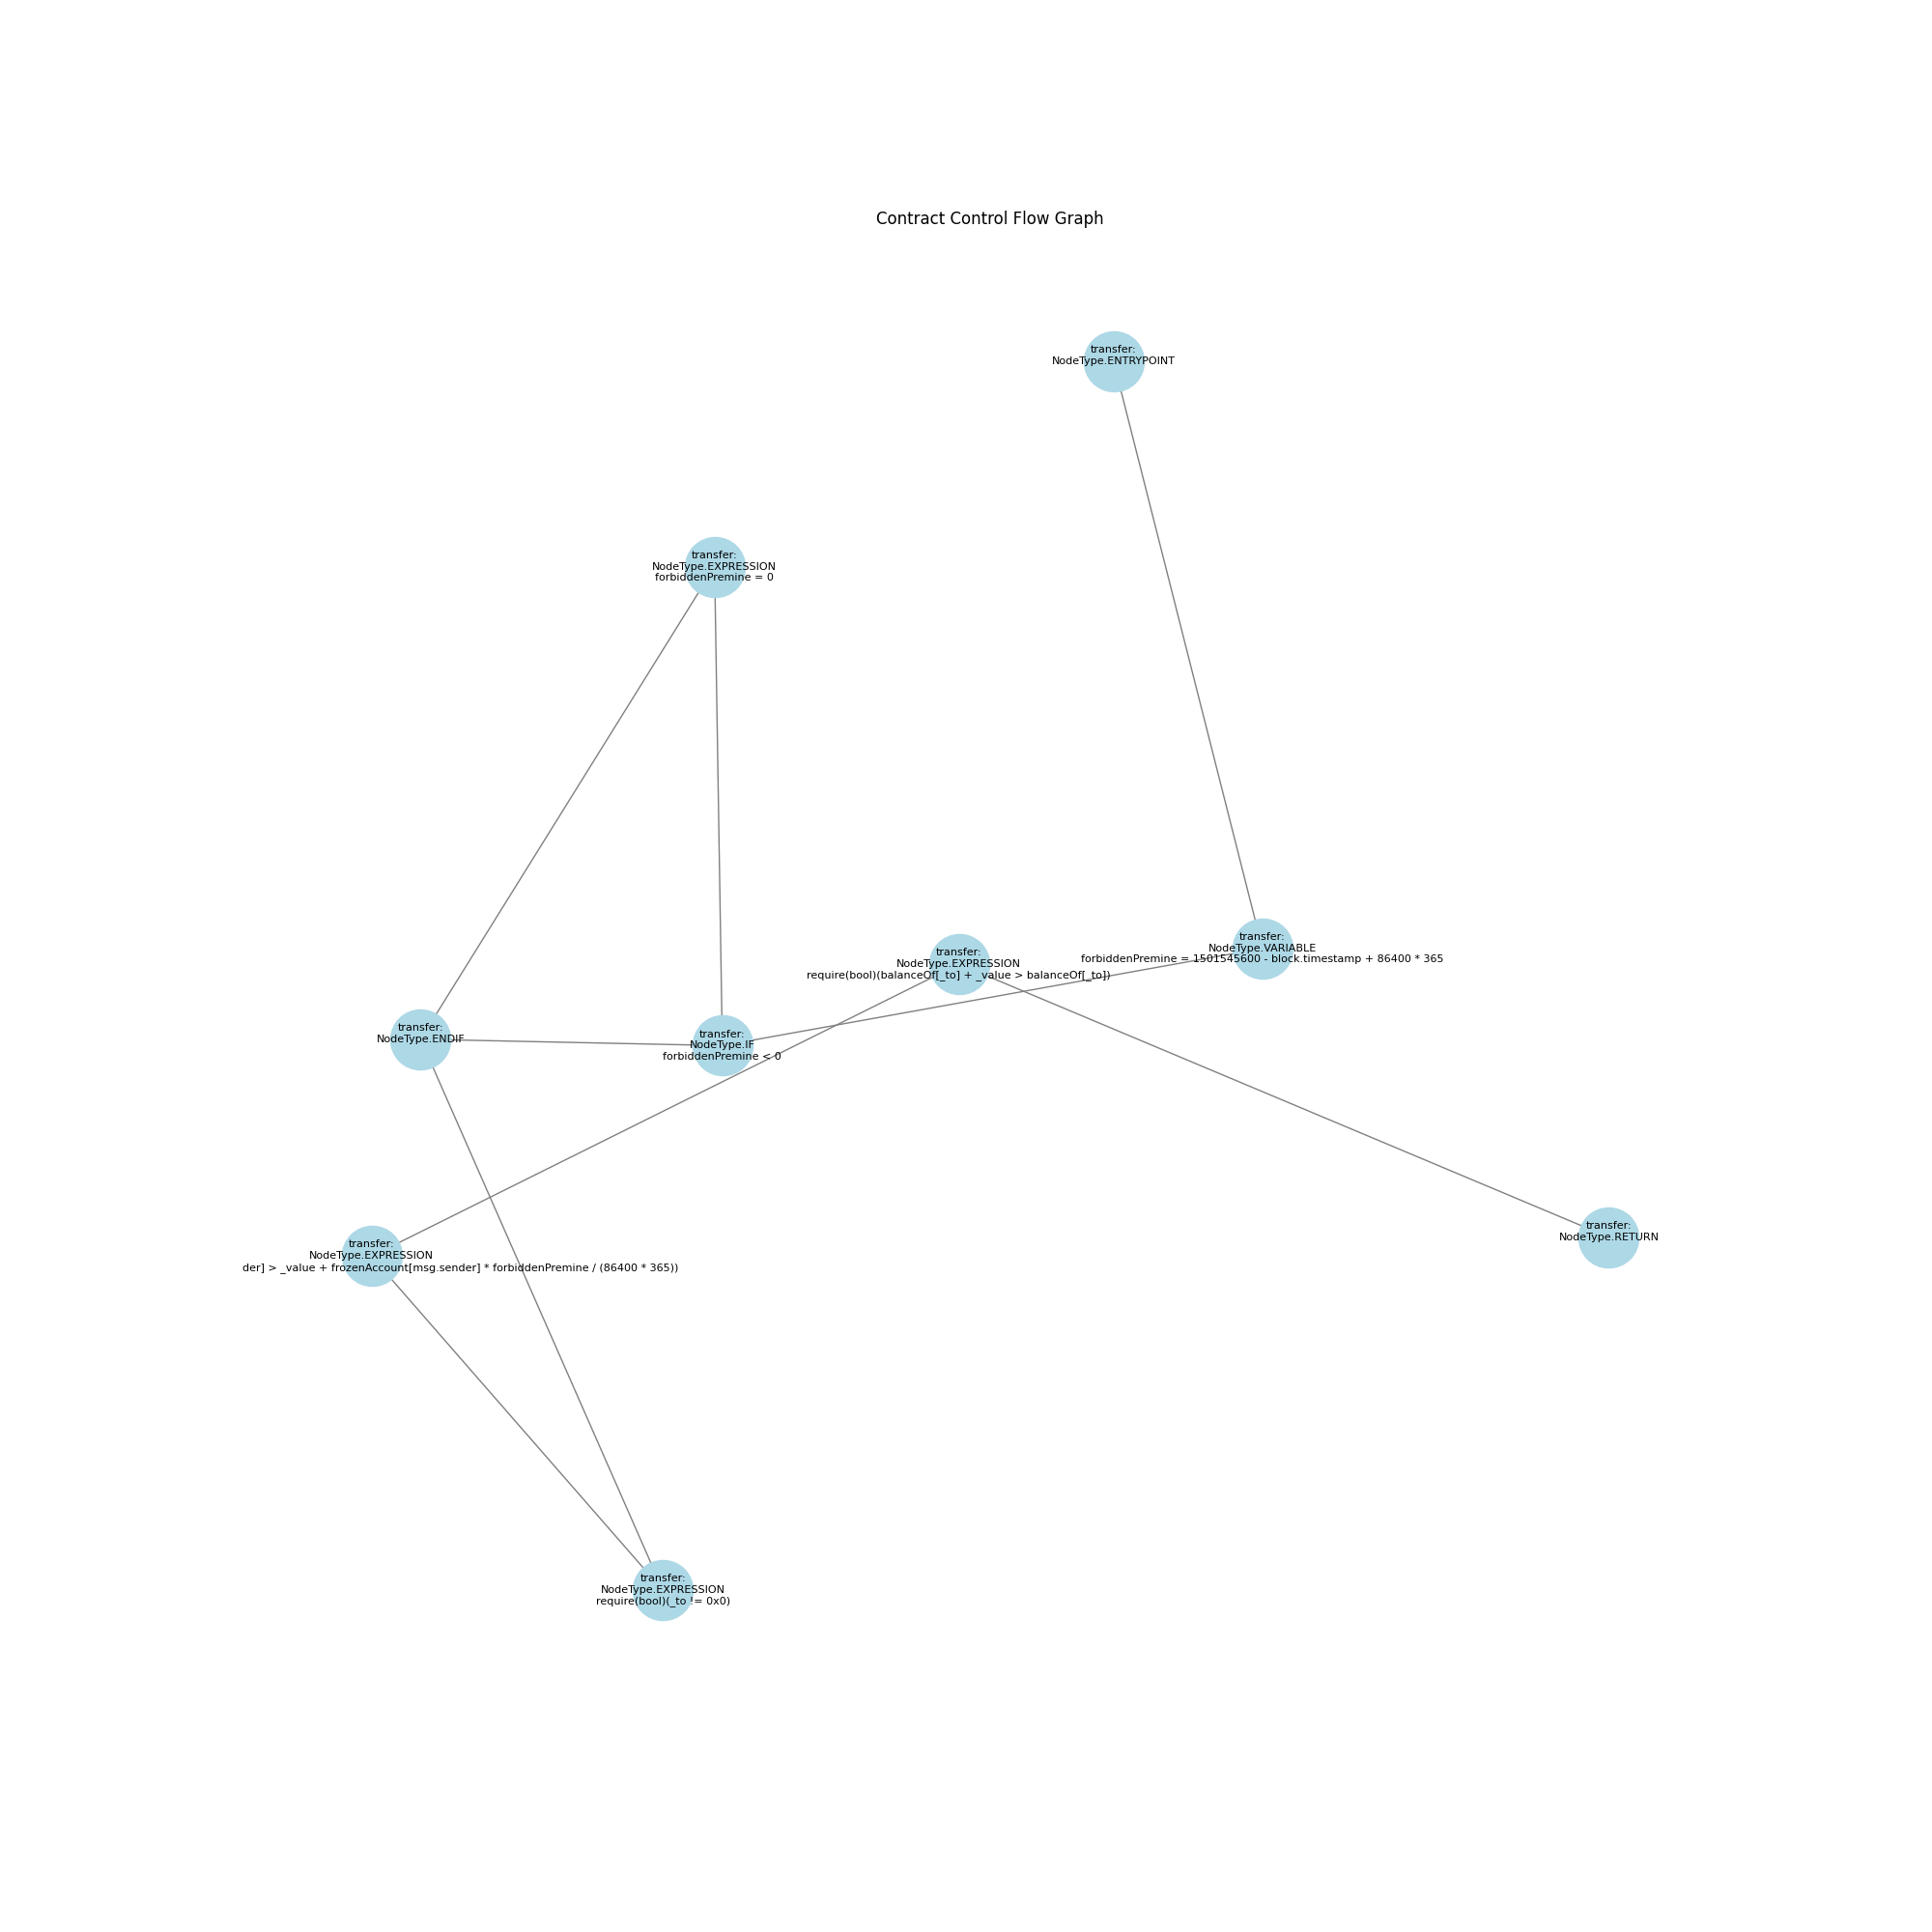 Contract Control Flow Graph
transfer:
NodeType.ENTRYPOINT
transfer:
NodeType.EXPRESSION
forbiddenPremine = 0
transfer:
NodeType.VARIABLE
forbiddenPremine = 1501545600 - block.timestamp + 86400 * 365
transfer:
NodeType.EXPRESSION
require(bool)(balanceOf[_to] + _value > balanceOf[_to])
transfer:
NodeType.ENDIF
transfer:
NodeType.IF
forbiddenPremine < 0
transfer:
NodeType.RETURN
transfer:
NodeType.EXPRESSION
der] > _value + frozenAccount[msg.sender] * forbiddenPremine / (86400 * 365))
transfer:
NodeType.EXPRESSION
require(bool)(_to != 0x0)